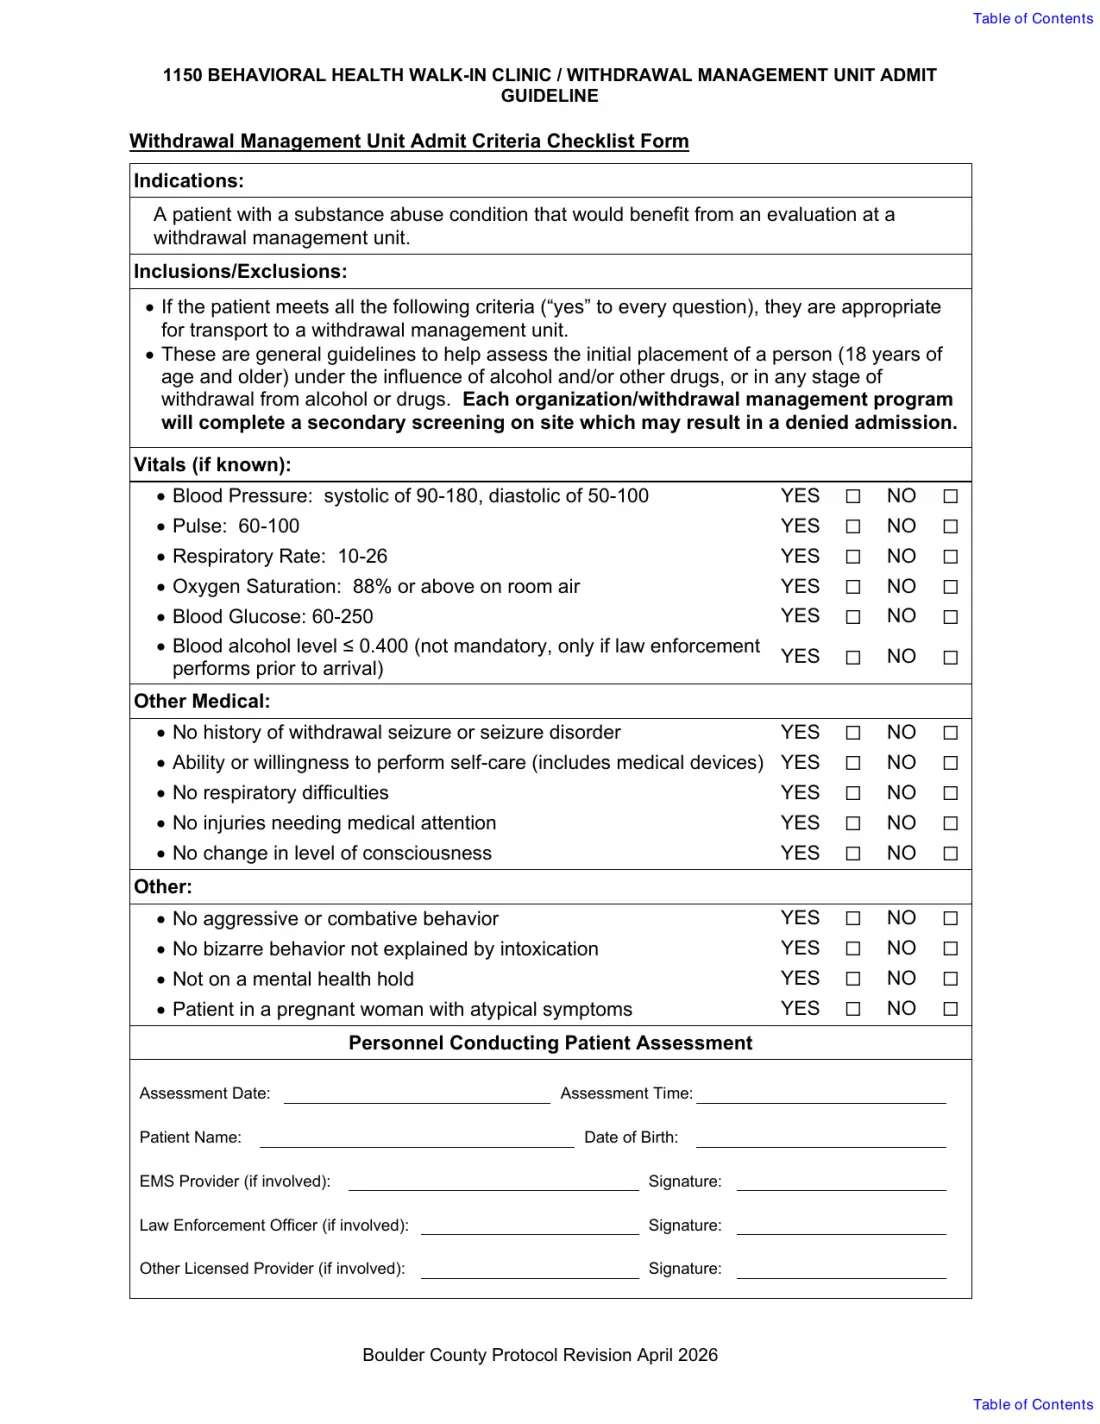 Table of Contents
1150 BEHAVIORAL HEALTH WALK-IN CLINIC / WITHDRAWAL MANAGEMENT UNIT ADMIT
GUIDELINE
Withdrawal Management Unit Admit Criteria Checklist Form
Indications:
A patient with a substance abuse condition that would benefit from an evaluation at a
withdrawal management unit.
Inclusions/Exclusions:
• If the patient meets all the following criteria (“yes” to every question), they are appropriate
for transport to a withdrawal management unit.
• These are general guidelines to help assess the initial placement of a person (18 years of
age and older) under the influence of alcohol and/or other drugs, or in any stage of
withdrawal from alcohol or drugs. Each organization/withdrawal management program
will complete a secondary screening on site which may result in a denied admission.
Vitals (if known):
• Blood Pressure: systolic of 90-180, diastolic of 50-100 YES ☐ NO ☐
• Pulse: 60-100 YES ☐ NO ☐
• Respiratory Rate: 10-26 YES ☐ NO ☐
• Oxygen Saturation: 88% or above on room air YES ☐ NO ☐
• Blood Glucose: 60-250 YES ☐ NO ☐
• Blood alcohol level ≤ 0.400 (not mandatory, only if law enforcement
performs prior to arrival) YES ☐ NO ☐
Other Medical:
• No history of withdrawal seizure or seizure disorder YES ☐ NO ☐
• Ability or willingness to perform self-care (includes medical devices) YES ☐ NO ☐
• No respiratory difficulties YES ☐ NO ☐
• No injuries needing medical attention YES ☐ NO ☐
• No change in level of consciousness YES ☐ NO ☐
Other:
• No aggressive or combative behavior YES ☐ NO ☐
• No bizarre behavior not explained by intoxication YES ☐ NO ☐
• Not on a mental health hold YES ☐ NO ☐
• Patient in a pregnant woman with atypical symptoms YES ☐ NO ☐
Personnel Conducting Patient Assessment
Assessment Date: Assessment Time:
Patient Name: Date of Birth:
EMS Provider (if involved): Signature:
Law Enforcement Officer (if involved): Signature:
Other Licensed Provider (if involved): Signature:
Boulder County Protocol Revision April 2026
Table of Contents